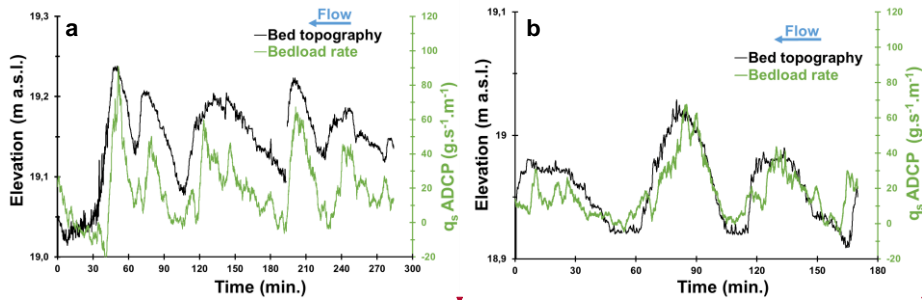 a
Flow
Bed topography
Bedload rate
19,3
19,2
19,1
19,0
Elevation (m a.s.l.)
120
100
80
60
40
20
0
-20
qs ADCP (g.s-1.m-1)
0 30 60 90 120 150 180 210 240 270 300
Time (min.)
b
Flow
Bed topography
Bedload rate
19,1
19
18,9
Elevation (m a.s.l.)
120
100
80
60
40
20
0
-20
qs ADCP (g.s-1.m-1)
0 30 60 90 120 150 180
Time (min.)